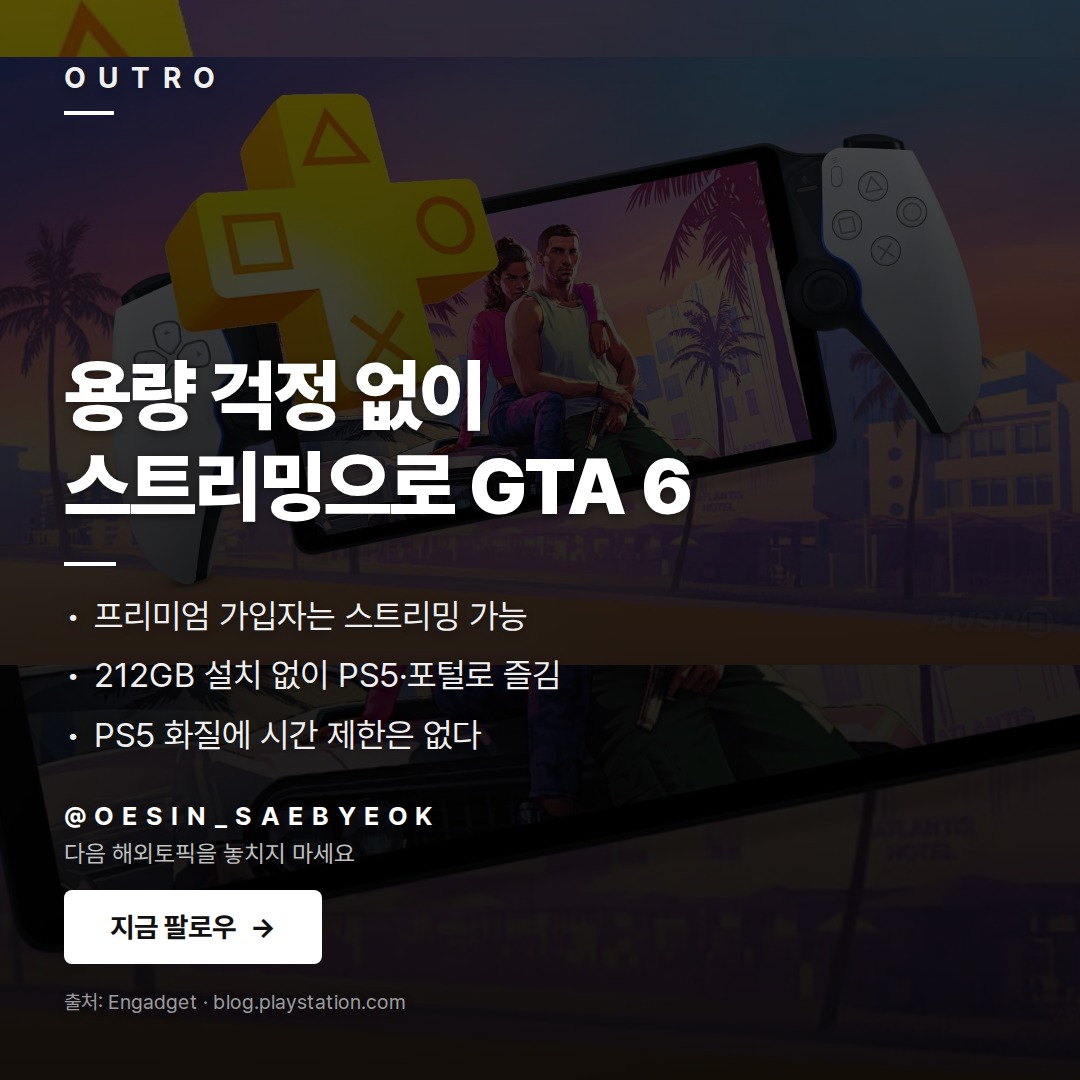 OUTRO
용량 걱정 없이
스트리밍으로 GTA 6
• 프리미엄 가입자는 스트리밍 가능
• 212GB 설치 없이 PS5·포털로 즐김
• PS5 화질에 시간 제한은 없다
@OESIN_SAEBYEOK
다음 해외토픽을 놓치지 마세요
지금 팔로우 →
출처: Engadget · blog.playstation.com
ATLANTIS
HOTEL
ATLANTIS
HOTEL